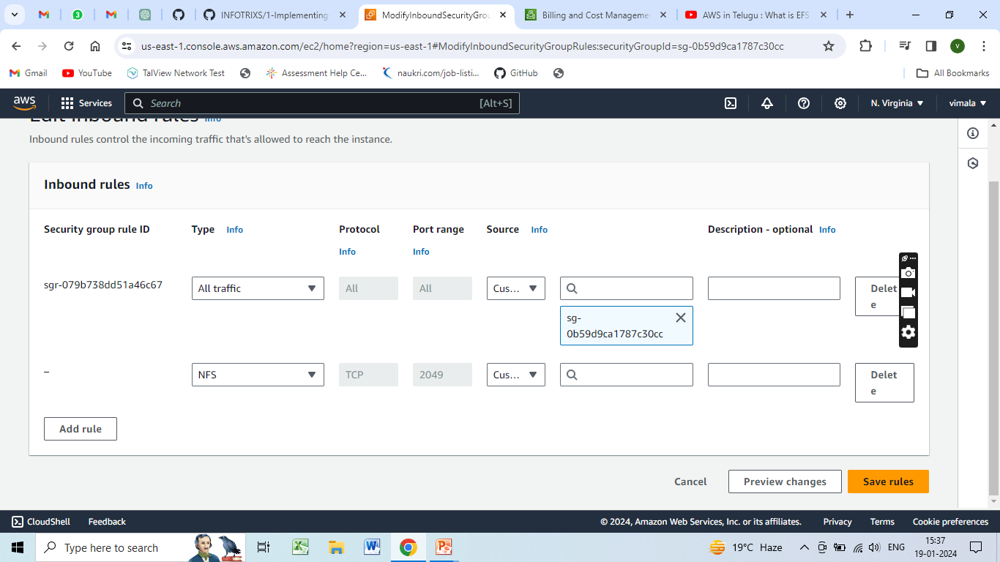 3
INFOTRIXS/1-Implementing
ModifyInboundSecurityGrou
Billing and Cost Manageme
AWS in Telugu : What is EFS
us-east-1.console.aws.amazon.com/ec2/home?region=us-east-1#ModifyInboundSecurityGroupRules:securityGroupId=sg-0b59d9ca1787c30cc
V
Gmail
YouTube
TalView Network Test
Assessment Help Ce...
naukri.com/job-listi...
GitHub
All Bookmarks
aws
Services
Search
[Alt+S]
N. Virginia
vimala
Edit inbound rules Info
Inbound rules control the incoming traffic that's allowed to reach the instance.
Inbound rules Info
Security group rule ID
Type Info
Protocol
Info
Port range
Info
Source Info
Description - optional Info
sgr-079b738dd51a46c67
All traffic
All
All
Cus...
sg-
0b59d9ca1787c30cc
Delet
e
–
NFS
TCP
2049
Cus...
Delet
e
Add rule
Cancel
Preview changes
Save rules
CloudShell
Feedback
© 2024, Amazon Web Services, Inc. or its affiliates.
Privacy
Terms
Cookie preferences
Type here to search
19°C Haze
ENG
15:37
19-01-2024